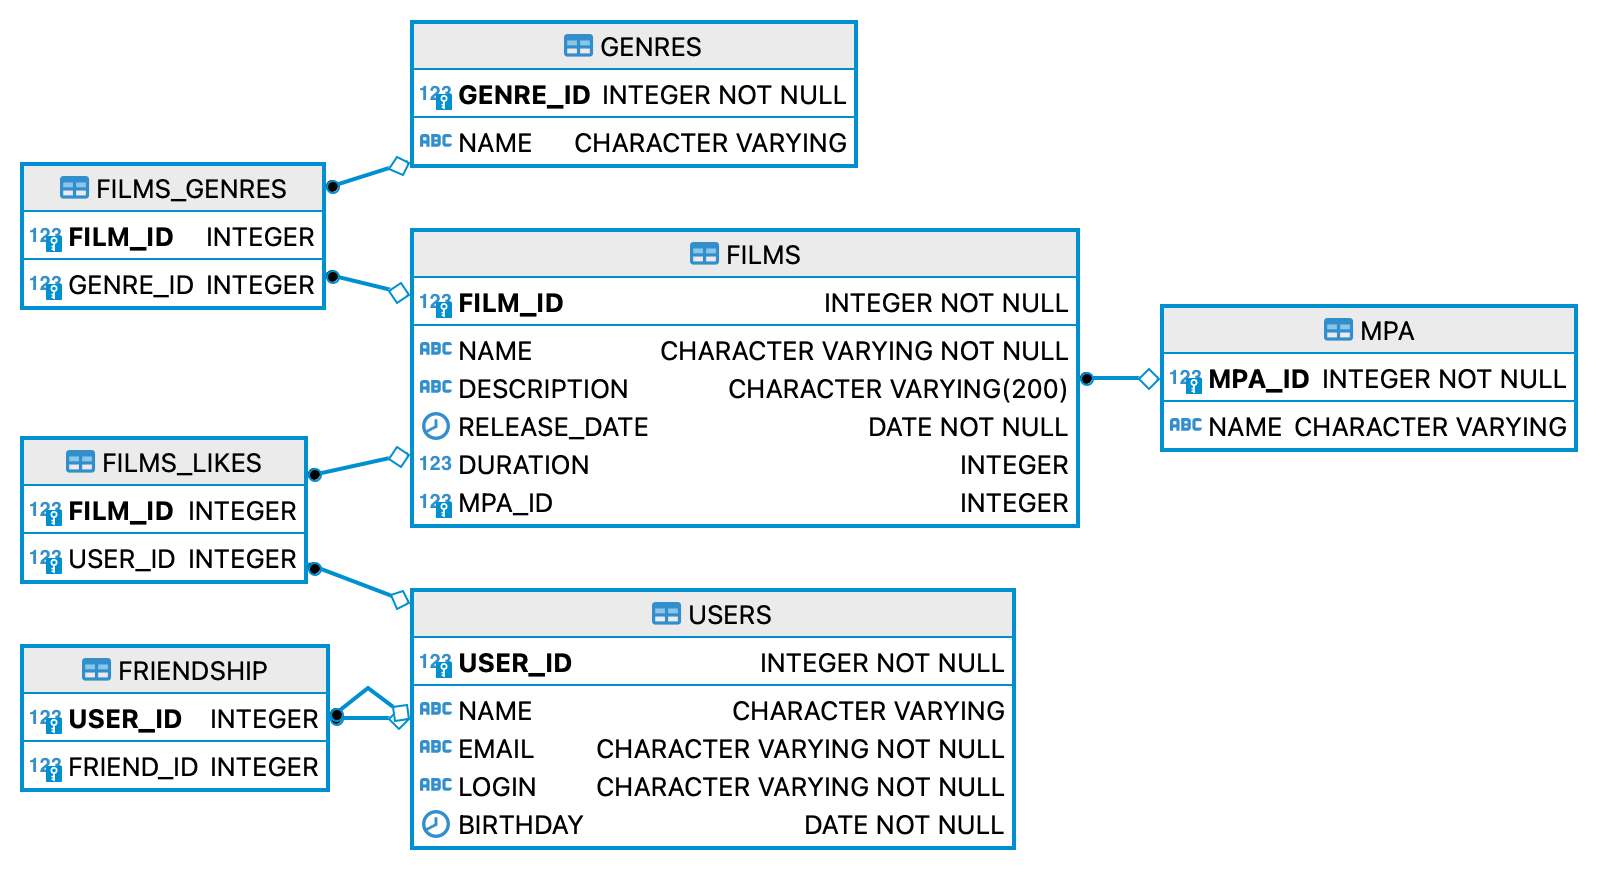 GENRES
123 GENRE_ID INTEGER NOT NULL
ABC NAME CHARACTER VARYING
FILMS_GENRES
123 FILM_ID INTEGER
123 GENRE_ID INTEGER
FILMS
123 FILM_ID INTEGER NOT NULL
ABC NAME CHARACTER VARYING NOT NULL
ABC DESCRIPTION CHARACTER VARYING(200)
RELEASE_DATE DATE NOT NULL
123 DURATION INTEGER
123 MPA_ID INTEGER
MPA
123 MPA_ID INTEGER NOT NULL
ABC NAME CHARACTER VARYING
FILMS_LIKES
123 FILM_ID INTEGER
123 USER_ID INTEGER
USERS
123 USER_ID INTEGER NOT NULL
ABC NAME CHARACTER VARYING
ABC EMAIL CHARACTER VARYING NOT NULL
ABC LOGIN CHARACTER VARYING NOT NULL
BIRTHDAY DATE NOT NULL
FRIENDSHIP
123 USER_ID INTEGER
123 FRIEND_ID INTEGER